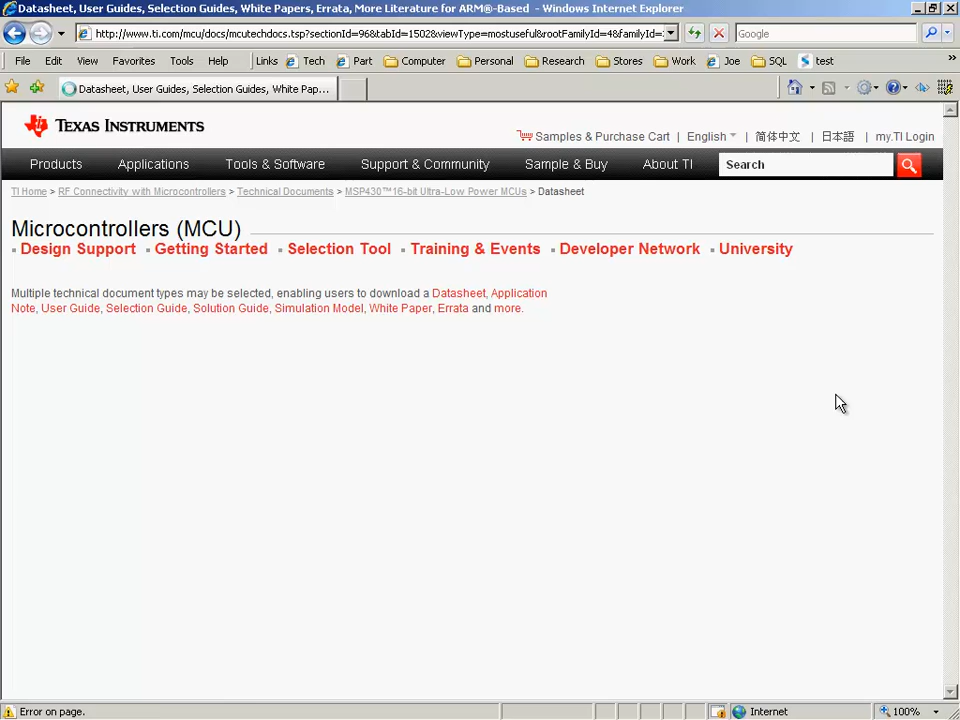 Datasheet, User Guides, Selection Guides, White Papers, Errata, More Literature for ARM®-Based - Windows Internet Explorer
http://www.ti.com/mcu/docs/mcutechdocs.tsp?sectionId=96&tabId=1502&viewType=mostuseful&rootFamilyId=4&familyId=
Google
File Edit View Favorites Tools Help Links Tech Part Computer Personal Research Stores Work Joe SQL test
Datasheet, User Guides, Selection Guides, White Pap...
TEXAS INSTRUMENTS
Samples & Purchase Cart | English | 简体中文 | 日本語 | my.TI Login
Products Applications Tools & Software Support & Community Sample & Buy About TI Search
TI Home > RF Connectivity with Microcontrollers > Technical Documents > MSP430™16-bit Ultra-Low Power MCUs > Datasheet
Microcontrollers (MCU)
Design Support Getting Started Selection Tool Training & Events Developer Network University
Multiple technical document types may be selected, enabling users to download a Datasheet, Application
Note, User Guide, Selection Guide, Solution Guide, Simulation Model, White Paper, Errata and more.
Error on page. Internet 100%